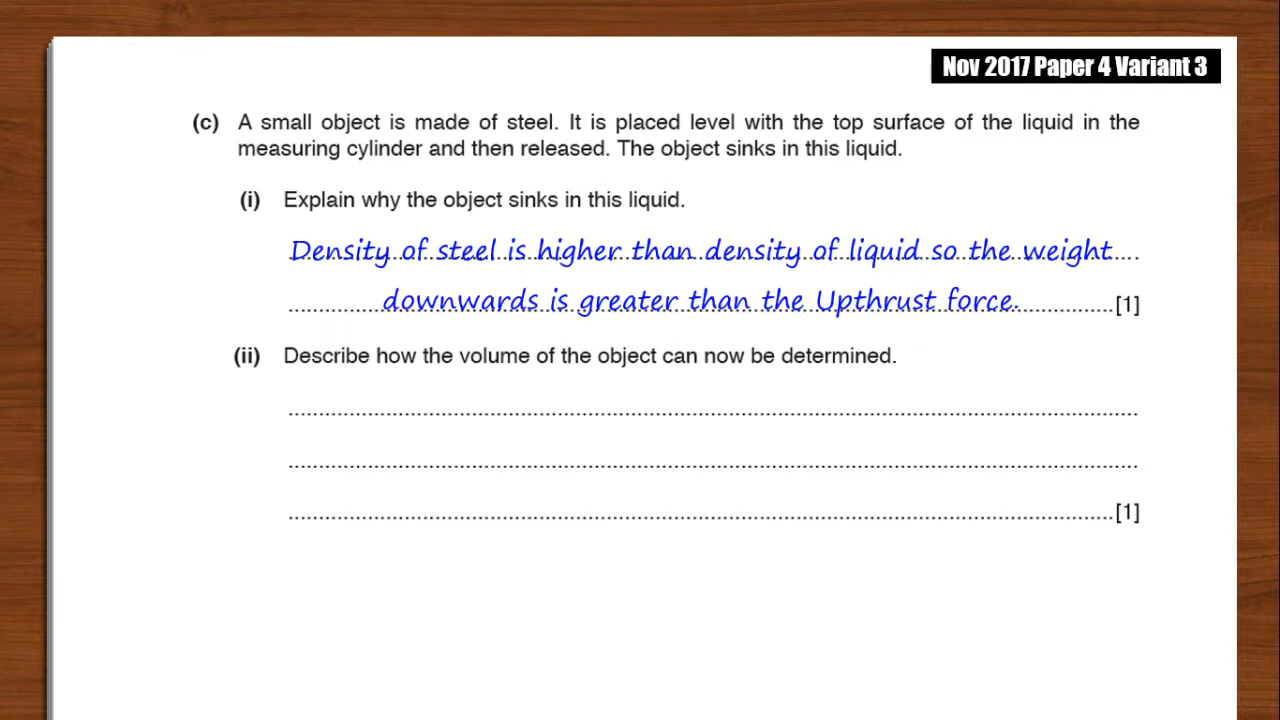 Nov 2017 Paper 4 Variant 3
(c) A small object is made of steel. It is placed level with the top surface of the liquid in the
measuring cylinder and then released. The object sinks in this liquid.
(i) Explain why the object sinks in this liquid.
Density of steel is higher than density of liquid so the weight
downwards is greater than the Upthrust force. [1]
(ii) Describe how the volume of the object can now be determined.
[1]